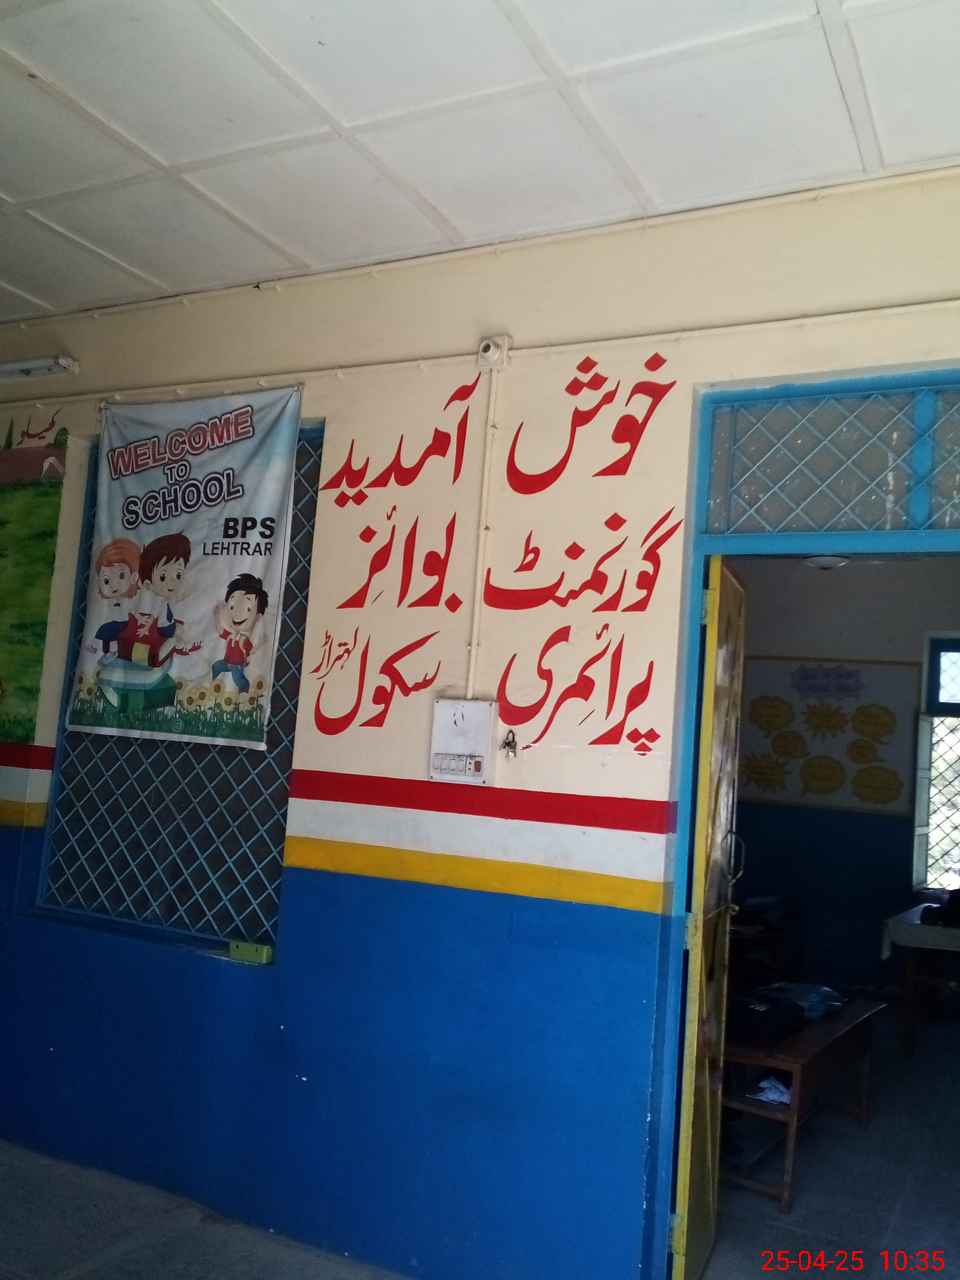 خوش آمدید
گورنمنٹ بوائز
پرائمری سکول لہتراڑ
WELCOME
TO
SCHOOL
BPS
LEHTRAR
25-04-25 10:35